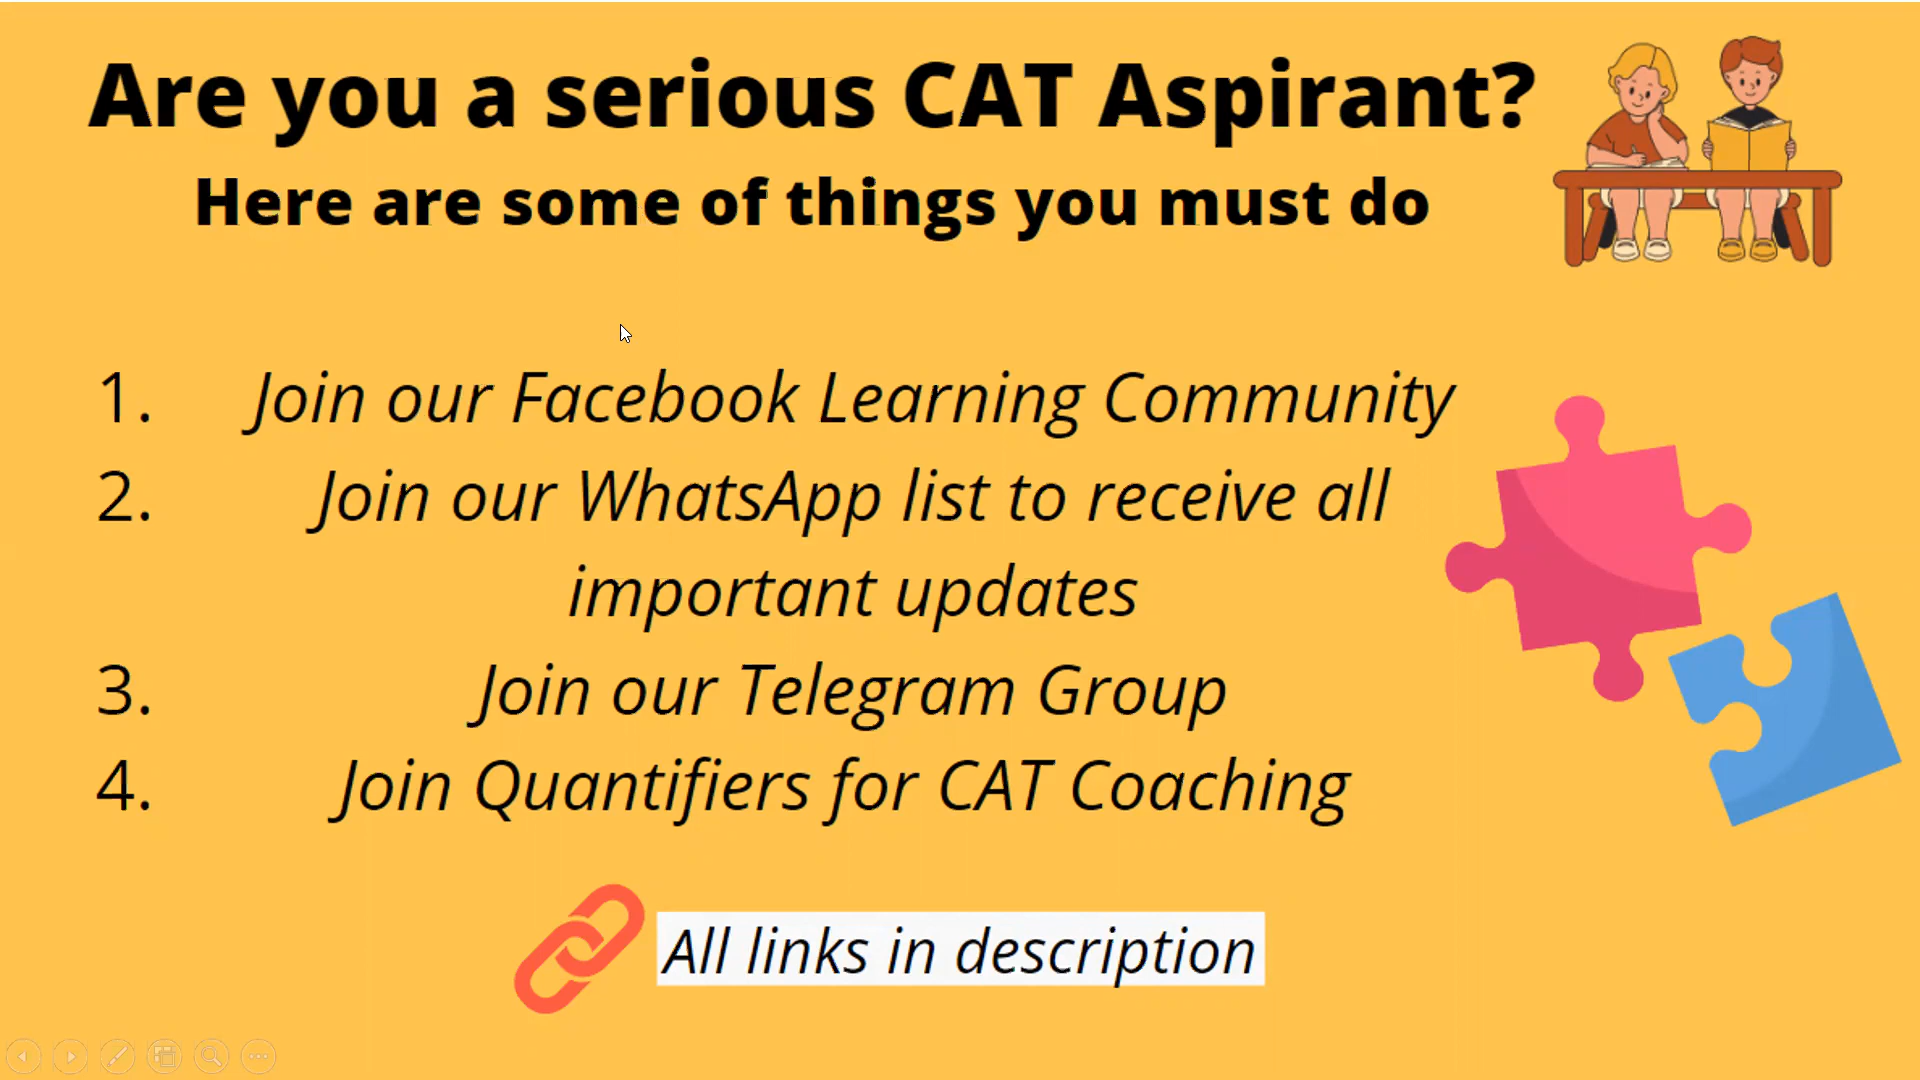 Are you a serious CAT Aspirant?
Here are some of things you must do
1. Join our Facebook Learning Community
2. Join our WhatsApp list to receive all
important updates
3. Join our Telegram Group
4. Join Quantifiers for CAT Coaching
All links in description